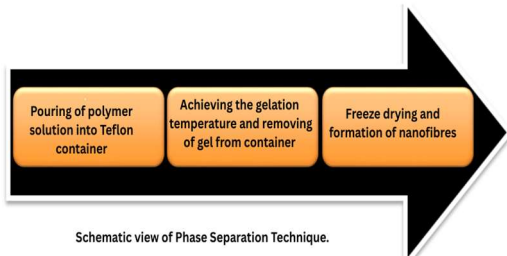 Pouring of polymer
solution into Teflon
container
Achieving the gelation
temperature and removing
of gel from container
Freeze drying and
formation of nanofibres
Schematic view of Phase Separation Technique.